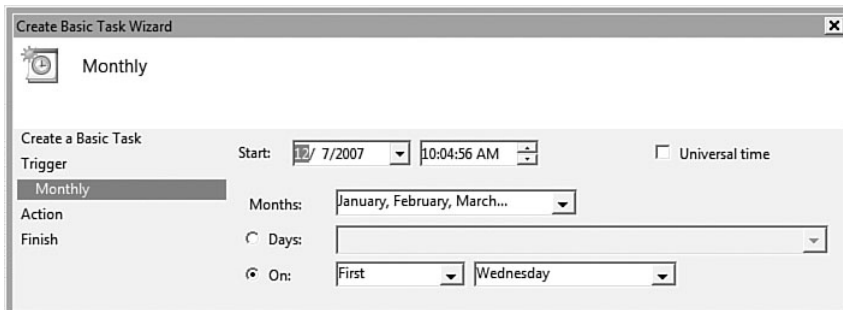 Create Basic Task Wizard
Monthly
Create a Basic Task
Trigger
Monthly
Action
Finish
Start: 12/ 7/2007 10:04:56 AM Universal time
Months: January, February, March...
Days:
On: First Wednesday